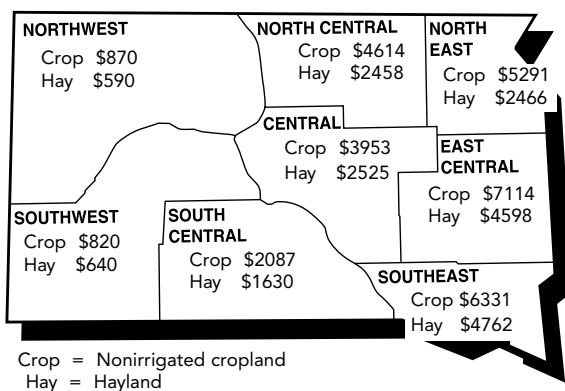 NORTHWEST
Crop $870
Hay $590
NORTH CENTRAL
Crop $4614
Hay $2458
NORTH
EAST
Crop $5291
Hay $2466
CENTRAL
Crop $3953
Hay $2525
EAST
CENTRAL
Crop $7114
Hay $4598
SOUTHWEST
Crop $820
Hay $640
SOUTH
CENTRAL
Crop $2087
Hay $1630
SOUTHEAST
Crop $6331
Hay $4762
Crop = Nonirrigated cropland
Hay = Hayland